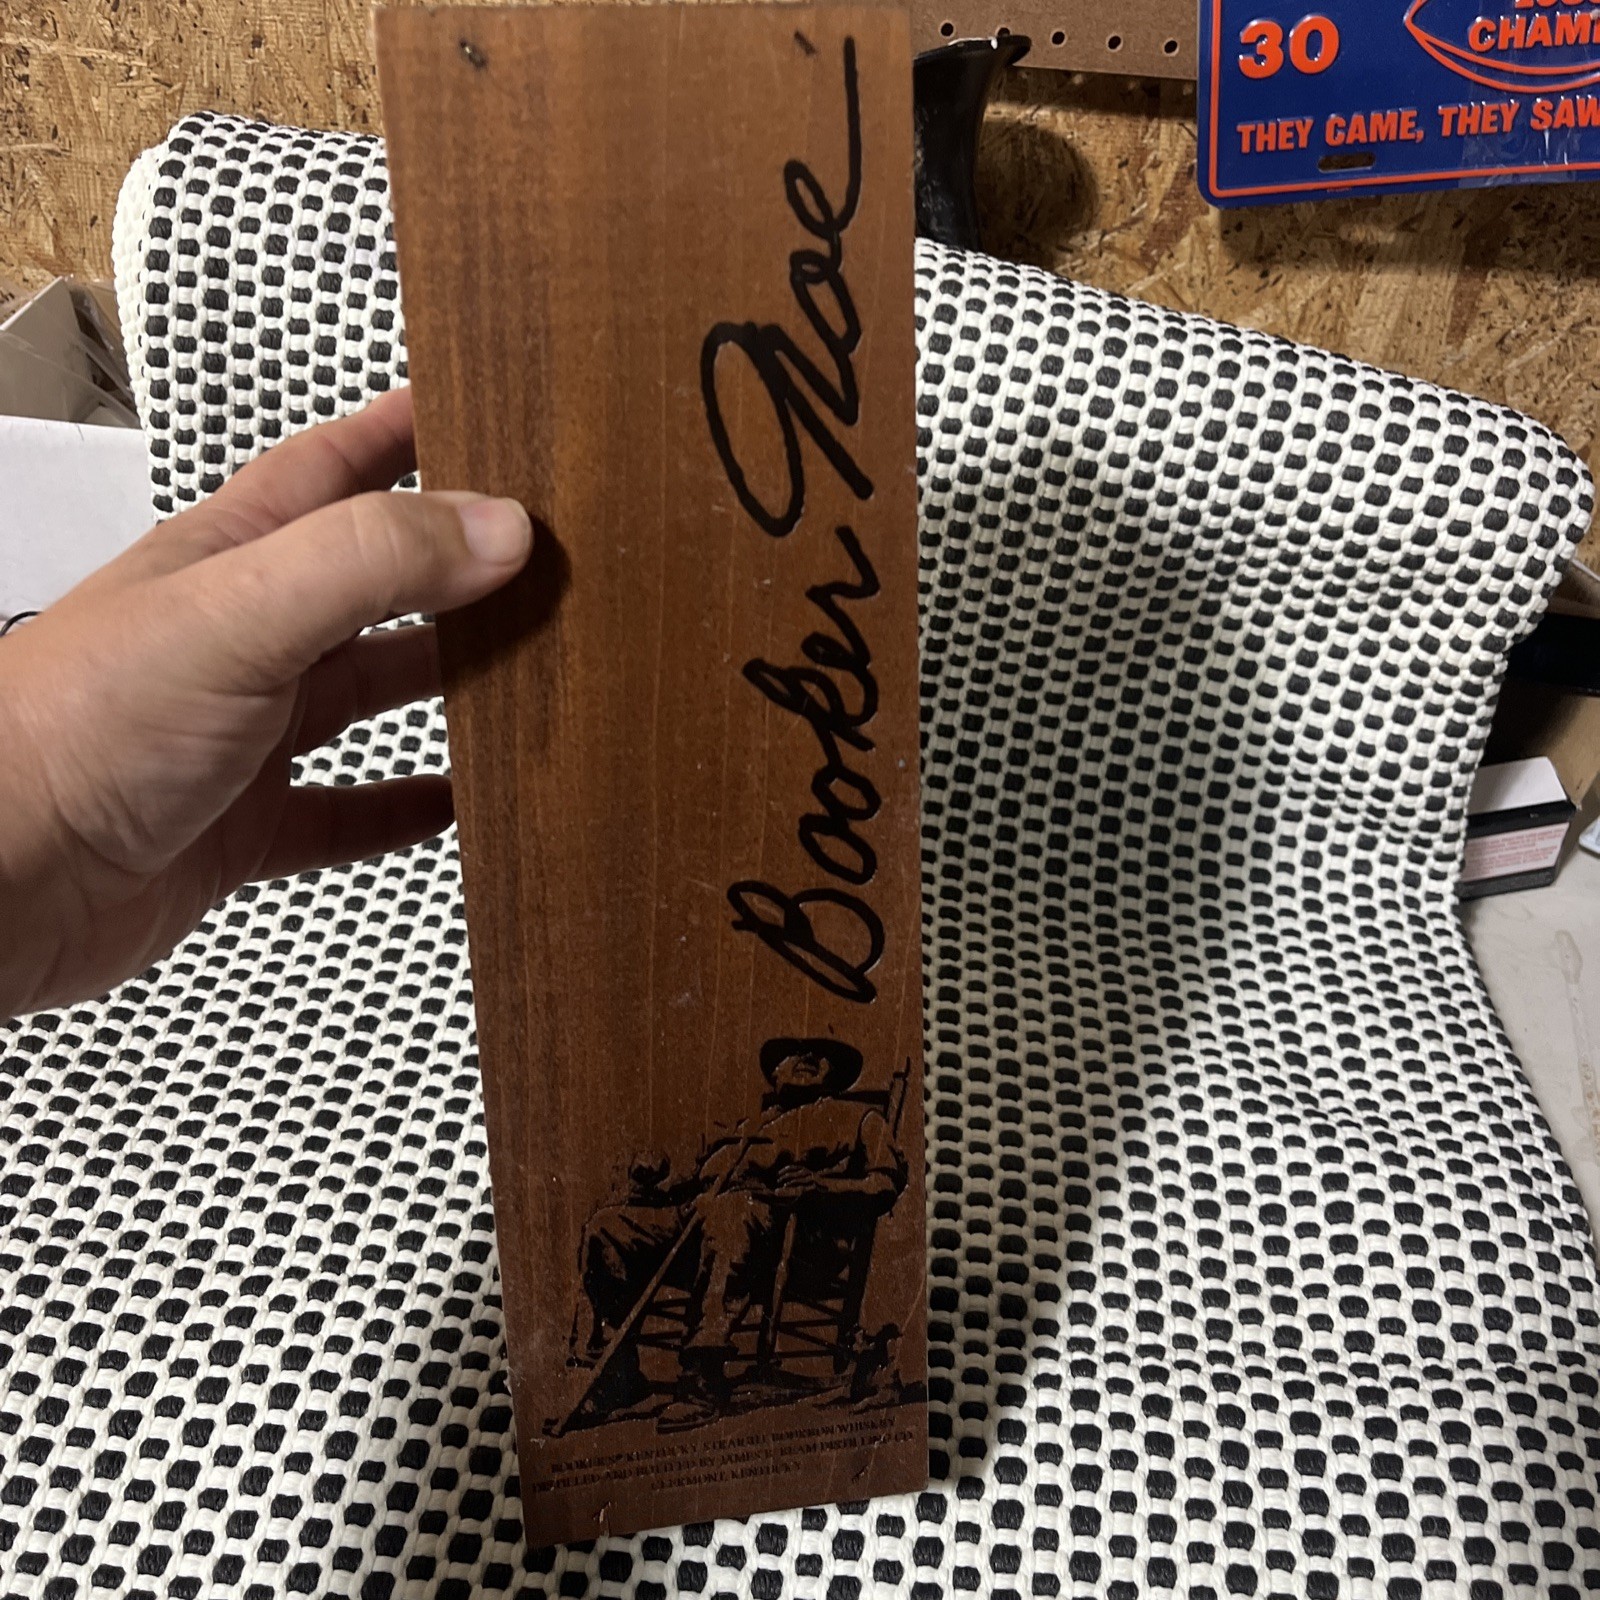 Booker Noe
BOOKER'S® KENTUCKY STRAIGHT BOURBON WHISKEY
DISTILLED AND BOTTLED BY JAMES B. BEAM DISTILLING CO.
CLERMONT, KENTUCKY
30
CHAM
THEY CAME, THEY SAW